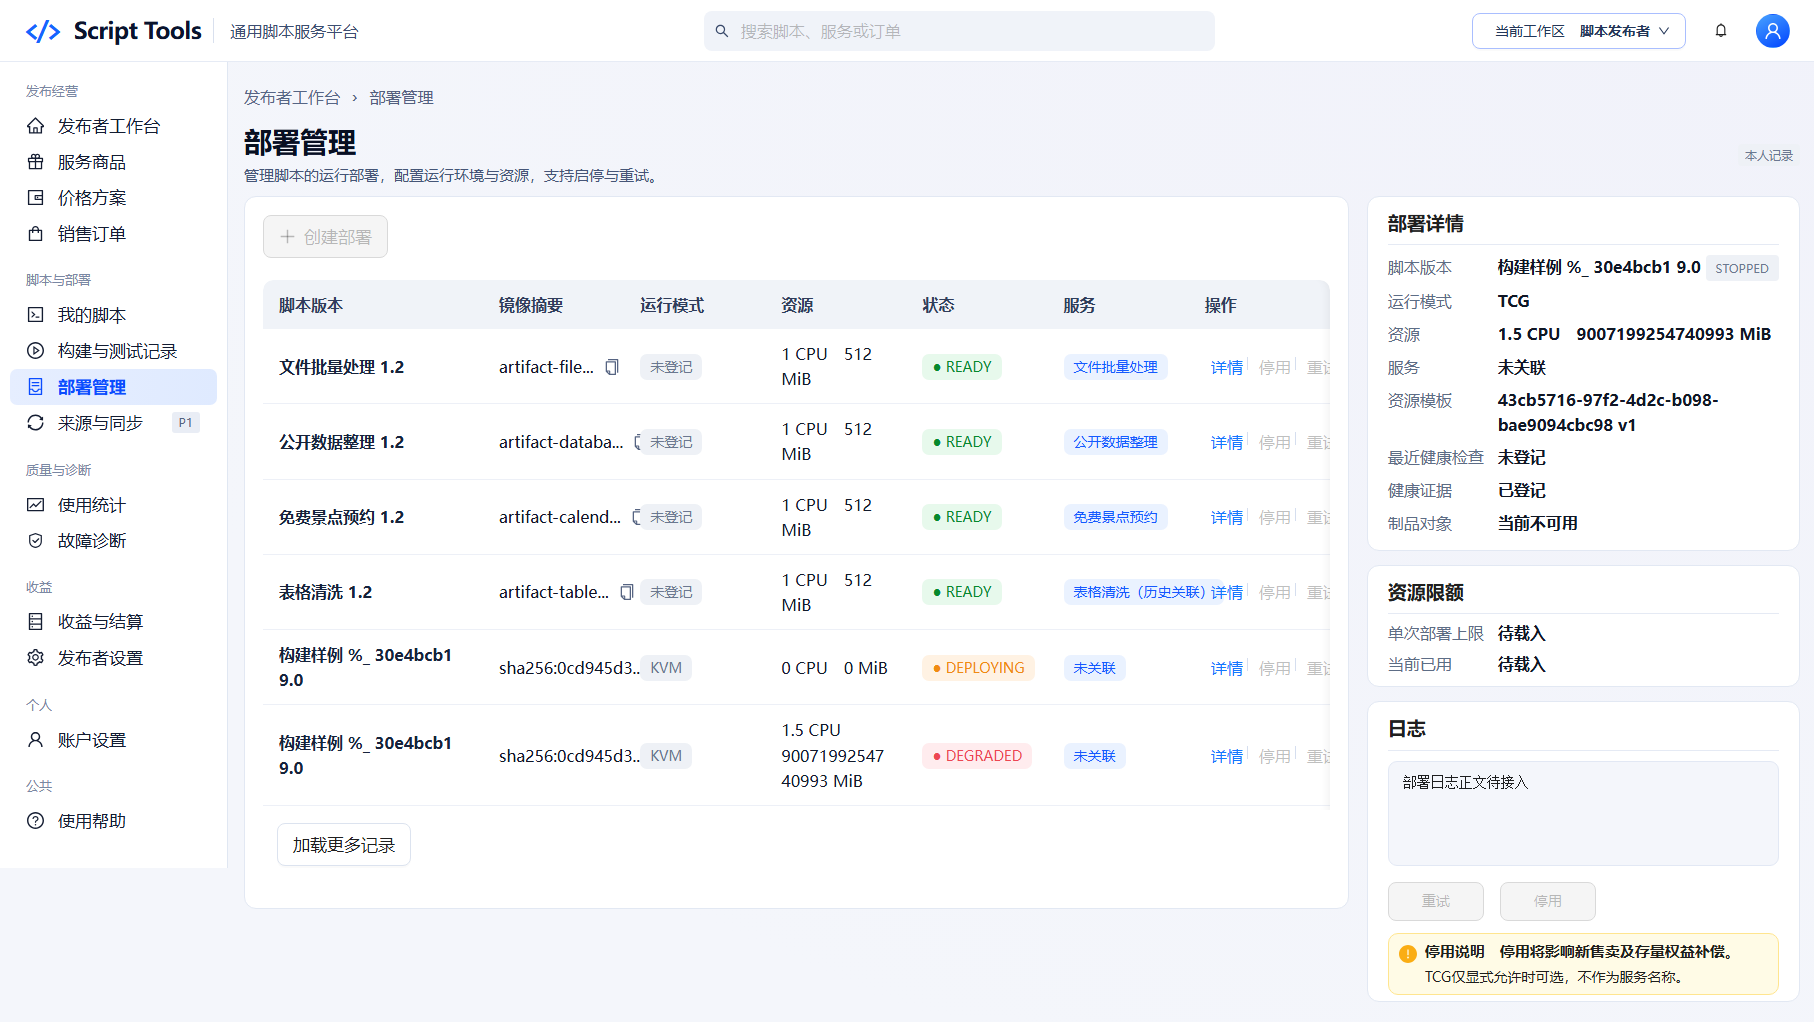 Script Tools
通用脚本服务平台
搜索脚本、服务或订单
当前工作区 脚本发布者
发布经营
发布者工作台
服务商品
价格方案
销售订单
脚本与部署
我的脚本
构建与测试记录
部署管理
来源与同步 P1
质量与诊断
使用统计
故障诊断
收益
收益与结算
发布者设置
个人
账户设置
公共
使用帮助
发布者工作台 › 部署管理
部署管理
管理脚本的运行部署，配置运行环境与资源，支持启停与重试。
本人记录
+ 创建部署
脚本版本 镜像摘要 运行模式 资源 状态 服务 操作
文件批量处理 1.2 artifact-file... 未登记 1 CPU 512 MiB READY 文件批量处理 详情 停用 重试
公开数据整理 1.2 artifact-databa... 未登记 1 CPU 512 MiB READY 公开数据整理 详情 停用 重试
免费景点预约 1.2 artifact-calend... 未登记 1 CPU 512 MiB READY 免费景点预约 详情 停用 重试
表格清洗 1.2 artifact-table... 未登记 1 CPU 512 MiB READY 表格清洗（历史关联） 详情 停用 重试
构建样例 %_ 30e4bcb1 9.0 sha256:0cd945d3... KVM 0 CPU 0 MiB DEPLOYING 未关联 详情 停用 重试
构建样例 %_ 30e4bcb1 9.0 sha256:0cd945d3... KVM 1.5 CPU 9007199254740993 MiB DEGRADED 未关联 详情 停用 重试
加载更多记录
部署详情
脚本版本 构建样例 %_ 30e4bcb1 9.0 STOPPED
运行模式 TCG
资源 1.5 CPU 9007199254740993 MiB
服务 未关联
资源模板 43cb5716-97f2-4d2c-b098-
bae9094cbc98 v1
最近健康检查 未登记
健康证据 已登记
制品对象 当前不可用
资源限额
单次部署上限 待载入
当前已用 待载入
日志
部署日志正文待接入
重试 停用
停用说明 停用将影响新售卖及存量权益补偿。
TCG仅显式允许时可选，不作为服务名称。